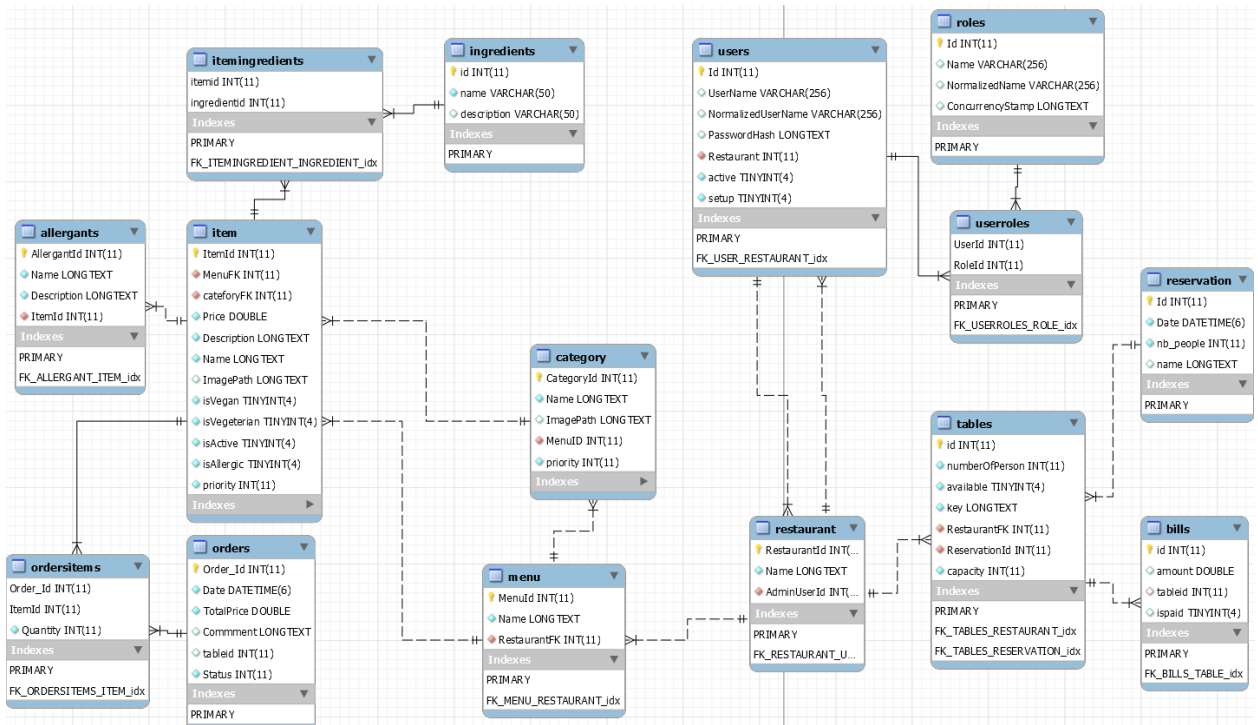 itemingredients
itemid INT(11)
ingredientid INT(11)
Indexes
PRIMARY
FK_ITEMINGREDIENT_INGREDIENT_idx
ingredients
id INT(11)
name VARCHAR(50)
description VARCHAR(50)
Indexes
PRIMARY
users
Id INT(11)
UserName VARCHAR(256)
NormalizedUserName VARCHAR(256)
PasswordHash LONGTEXT
Restaurant INT(11)
active TINYINT(4)
setup TINYINT(4)
Indexes
PRIMARY
FK_USER_RESTAURANT_idx
roles
Id INT(11)
Name VARCHAR(256)
NormalizedName VARCHAR(256)
ConcurrencyStamp LONGTEXT
Indexes
PRIMARY
allergants
AllergantId INT(11)
Name LONGTEXT
Description LONGTEXT
ItemId INT(11)
Indexes
PRIMARY
FK_ALLERGANT_ITEM_idx
item
ItemId INT(11)
MenuFK INT(11)
cateforyFK INT(11)
Price DOUBLE
Description LONGTEXT
Name LONGTEXT
ImagePath LONGTEXT
isVegan TINYINT(4)
isVegeterian TINYINT(4)
isActive TINYINT(4)
isAllergic TINYINT(4)
priority INT(11)
Indexes
userroles
UserId INT(11)
RoleId INT(11)
Indexes
PRIMARY
FK_USERROLES_ROLE_idx
reservation
Id INT(11)
Date DATETIME(6)
nb_people INT(11)
name LONGTEXT
Indexes
PRIMARY
category
CategoryId INT(11)
Name LONGTEXT
ImagePath LONGTEXT
MenuID INT(11)
priority INT(11)
Indexes
tables
id INT(11)
numberOfPerson INT(11)
available TINYINT(4)
key LONGTEXT
RestaurantFK INT(11)
ReservationId INT(11)
capacity INT(11)
Indexes
PRIMARY
FK_TABLES_RESTAURANT_idx
FK_TABLES_RESERVATION_idx
ordersitems
Order_Id INT(11)
ItemId INT(11)
Quantity INT(11)
Indexes
PRIMARY
FK_ORDERSITEMS_ITEM_idx
orders
Order_Id INT(11)
Date DATETIME(6)
TotalPrice DOUBLE
Commment LONGTEXT
tableid INT(11)
Status INT(11)
Indexes
PRIMARY
menu
MenuId INT(11)
Name LONGTEXT
RestaurantFK INT(11)
Indexes
PRIMARY
FK_MENU_RESTAURANT_idx
restaurant
RestaurantId INT(...
Name LONGTEXT
AdminUserId INT(...
Indexes
PRIMARY
FK_RESTAURANT_U...
bills
id INT(11)
amount DOUBLE
tableid INT(11)
ispaid TINYINT(4)
Indexes
PRIMARY
FK_BILLS_TABLE_idx